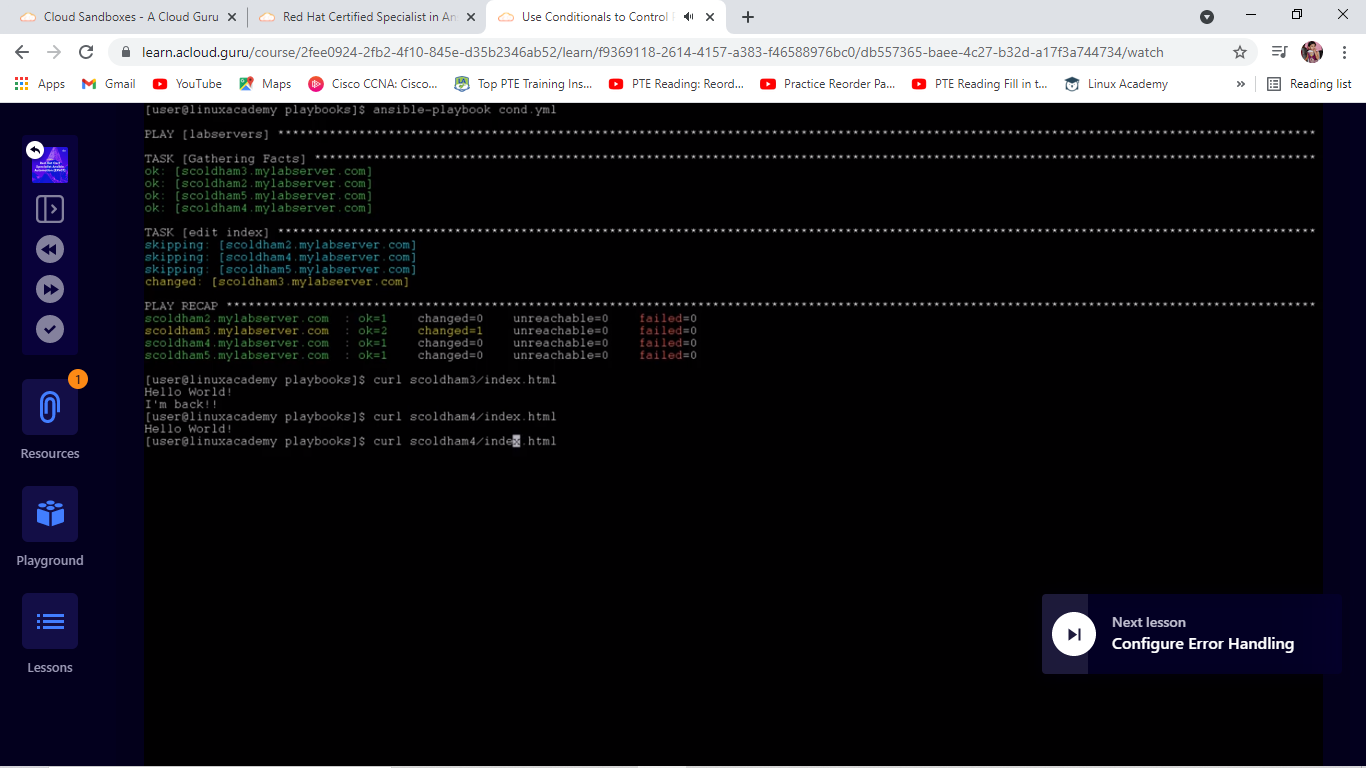 Cloud Sandboxes - A Cloud Guru
Red Hat Certified Specialist in An
Use Conditionals to Control
learn.acloud.guru/course/2fee0924-2fb2-4f10-845e-d35b2346ab52/learn/f9369118-2614-4157-a383-f46588976bc0/db557365-baee-4c27-b32d-a17f3a744734/watch
Apps Gmail YouTube Maps Cisco CCNA: Cisco... Top PTE Training Ins... PTE Reading: Reord... Practice Reorder Pa... PTE Reading Fill in t... Linux Academy » Reading list
[user@linuxacademy playbooks]$ ansible-playbook cond.yml
PLAY [labservers] ********************************************************************************************************************************************
TASK [Gathering Facts] ***************************************************************************************************************************************
ok: [scoldham3.mylabserver.com]
ok: [scoldham2.mylabserver.com]
ok: [scoldham5.mylabserver.com]
ok: [scoldham4.mylabserver.com]
TASK [edit index] ********************************************************************************************************************************************
skipping: [scoldham2.mylabserver.com]
skipping: [scoldham4.mylabserver.com]
skipping: [scoldham5.mylabserver.com]
changed: [scoldham3.mylabserver.com]
PLAY RECAP ***************************************************************************************************************************************************
scoldham2.mylabserver.com : ok=1 changed=0 unreachable=0 failed=0
scoldham3.mylabserver.com : ok=2 changed=1 unreachable=0 failed=0
scoldham4.mylabserver.com : ok=1 changed=0 unreachable=0 failed=0
scoldham5.mylabserver.com : ok=1 changed=0 unreachable=0 failed=0
[user@linuxacademy playbooks]$ curl scoldham3/index.html
Hello World!
I'm back!!
[user@linuxacademy playbooks]$ curl scoldham4/index.html
Hello World!
[user@linuxacademy playbooks]$ curl scoldham4/index.html
1
Resources
Playground
Lessons
Next lesson
Configure Error Handling